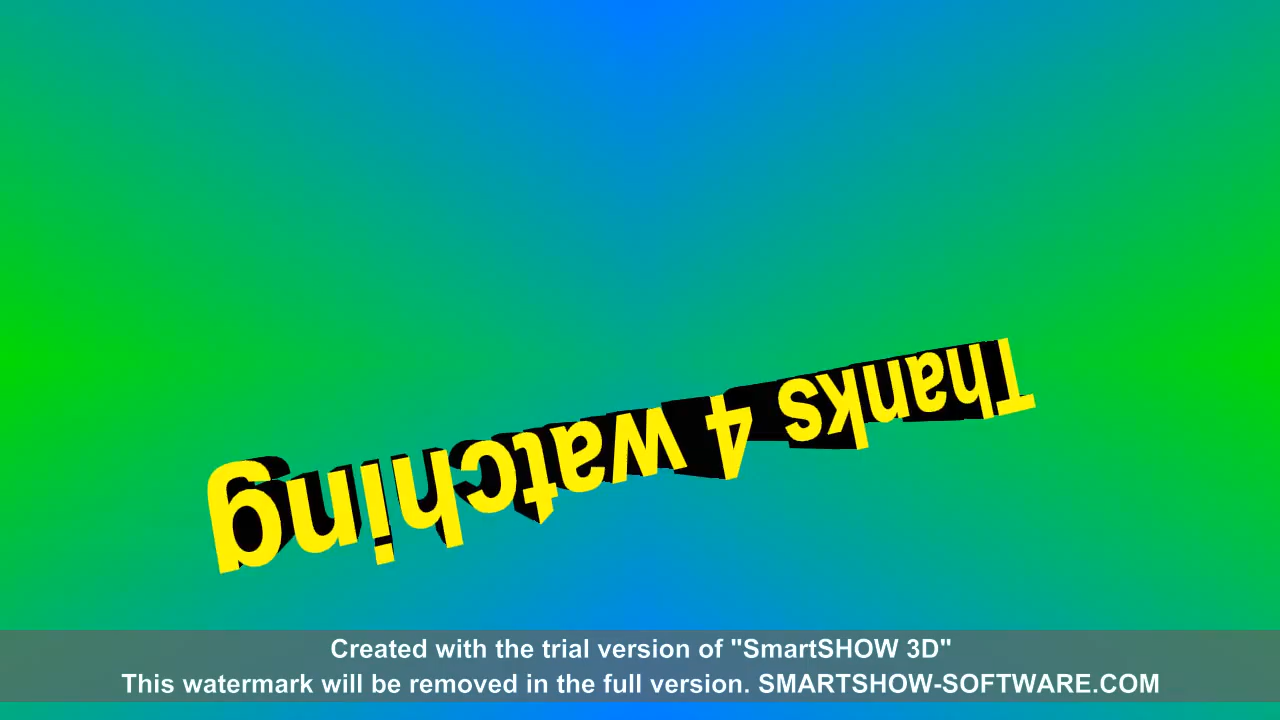 Thanks 4 watching
Created with the trial version of "SmartSHOW 3D"
This watermark will be removed in the full version. SMARTSHOW-SOFTWARE.COM